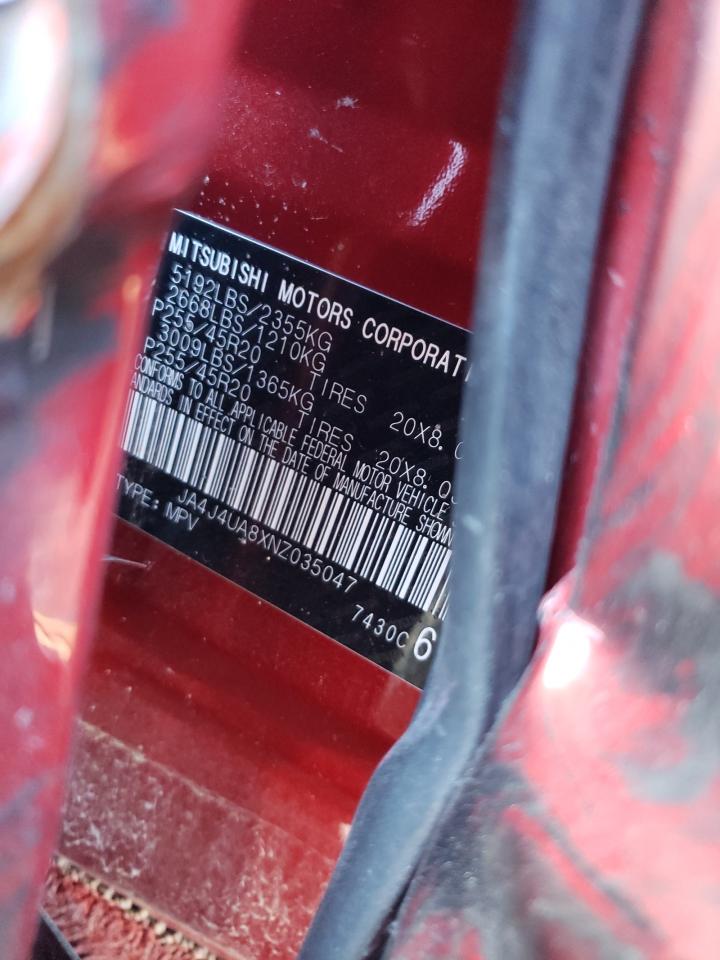 MITSUBISHI MOTORS CORPORATI
5192LBS/2355KG
2668LBS/1210KG
P255/45R20 TIRES 20X8.0
3009LBS/1365KG
P255/45R20 TIRES 20X8.0
CONFORMS TO ALL APPLICABLE FEDERAL MOTOR VEHICLE S
ANDARDS IN EFFECT ON THE DATE OF MANUFACTURE SHOWN
JA4J4UA8XNZ035047
TYPE: MPV
7430C 6